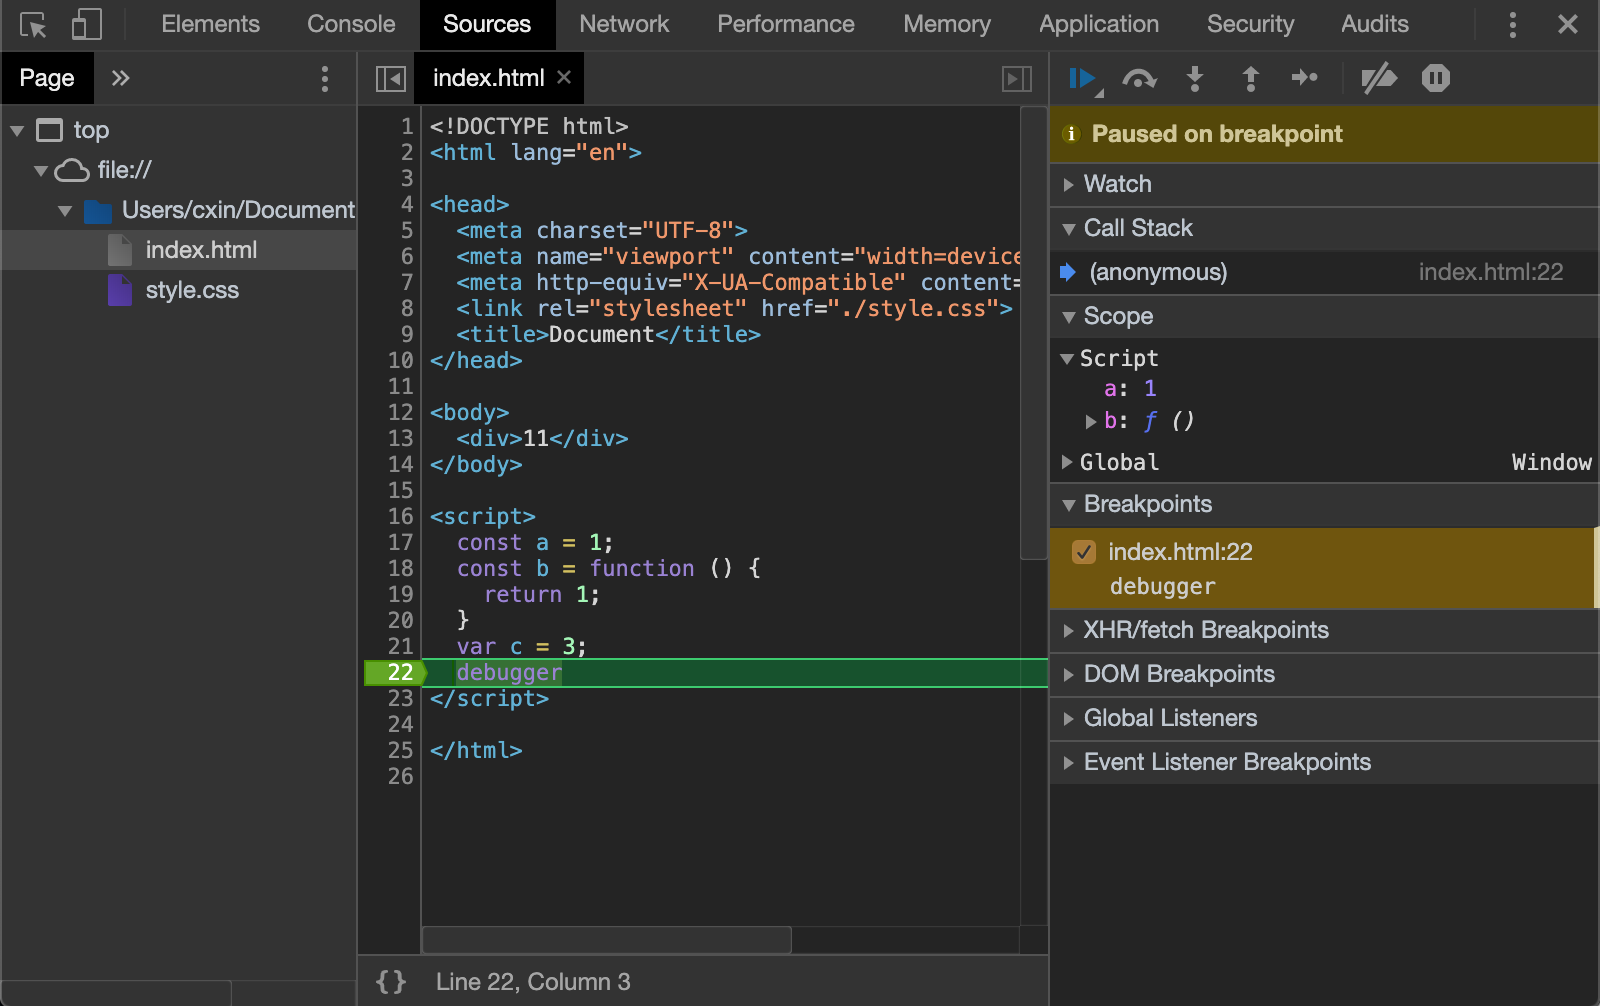 Elements Console Sources Network Performance Memory Application Security Audits
Page
top
file://
Users/cxin/Document
index.html
style.css
index.html
1 <!DOCTYPE html>
2 <html lang="en">
3
4 <head>
5 <meta charset="UTF-8">
6 <meta name="viewport" content="width=device
7 <meta http-equiv="X-UA-Compatible" content=
8 <link rel="stylesheet" href="./style.css">
9 <title>Document</title>
10 </head>
11
12 <body>
13 <div>11</div>
14 </body>
15
16 <script>
17 const a = 1;
18 const b = function () {
19 return 1;
20 }
21 var c = 3;
22 debugger
23 </script>
24
25 </html>
26
{} Line 22, Column 3
Paused on breakpoint
Watch
Call Stack
(anonymous) index.html:22
Scope
Script
a: 1
b: ƒ ()
Global Window
Breakpoints
index.html:22
debugger
XHR/fetch Breakpoints
DOM Breakpoints
Global Listeners
Event Listener Breakpoints